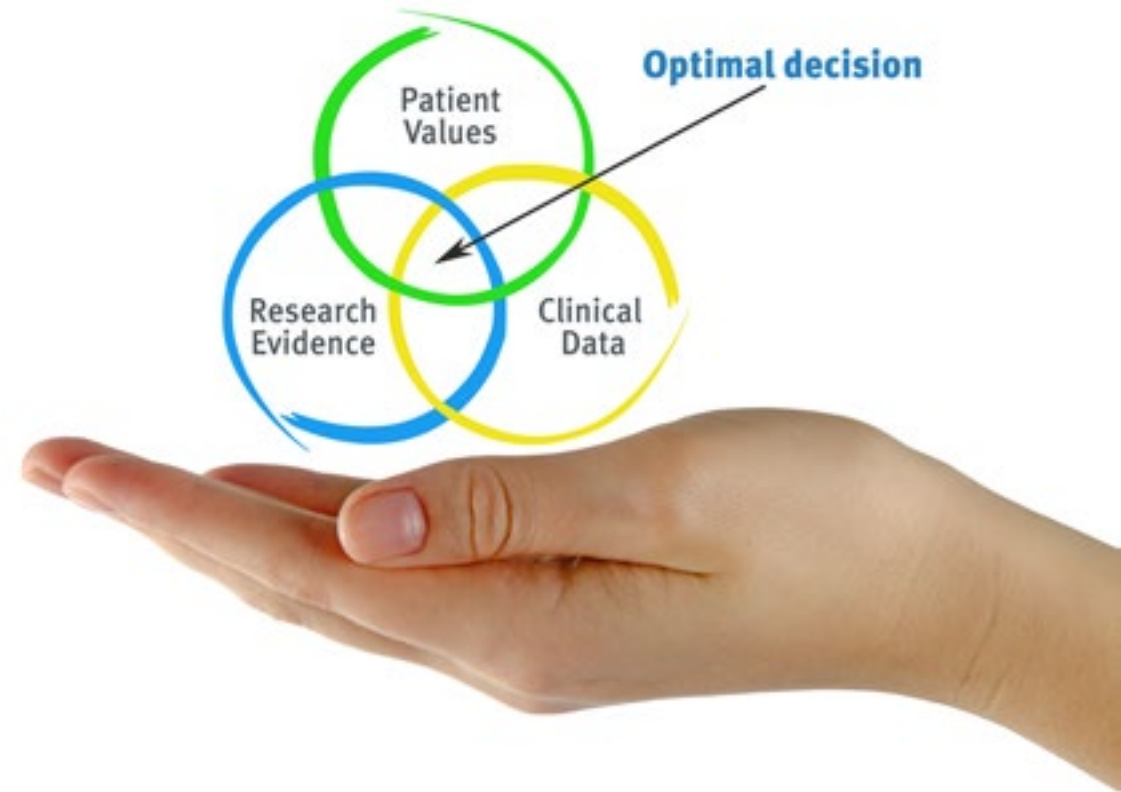 Optimal decision
Patient
Values
Research
Evidence
Clinical
Data